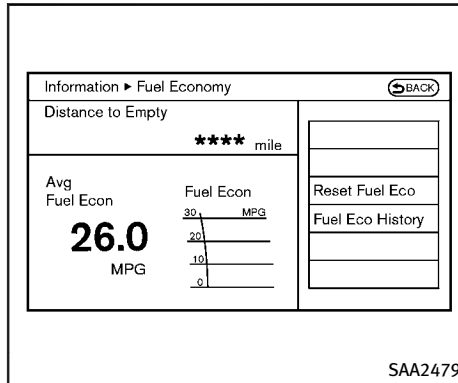 Information ▶ Fuel Economy
BACK
Distance to Empty
**** mile
Avg
Fuel Econ
26.0
MPG
Fuel Econ
30 MPG
20
10
0
Reset Fuel Eco
Fuel Eco History
SAA2479